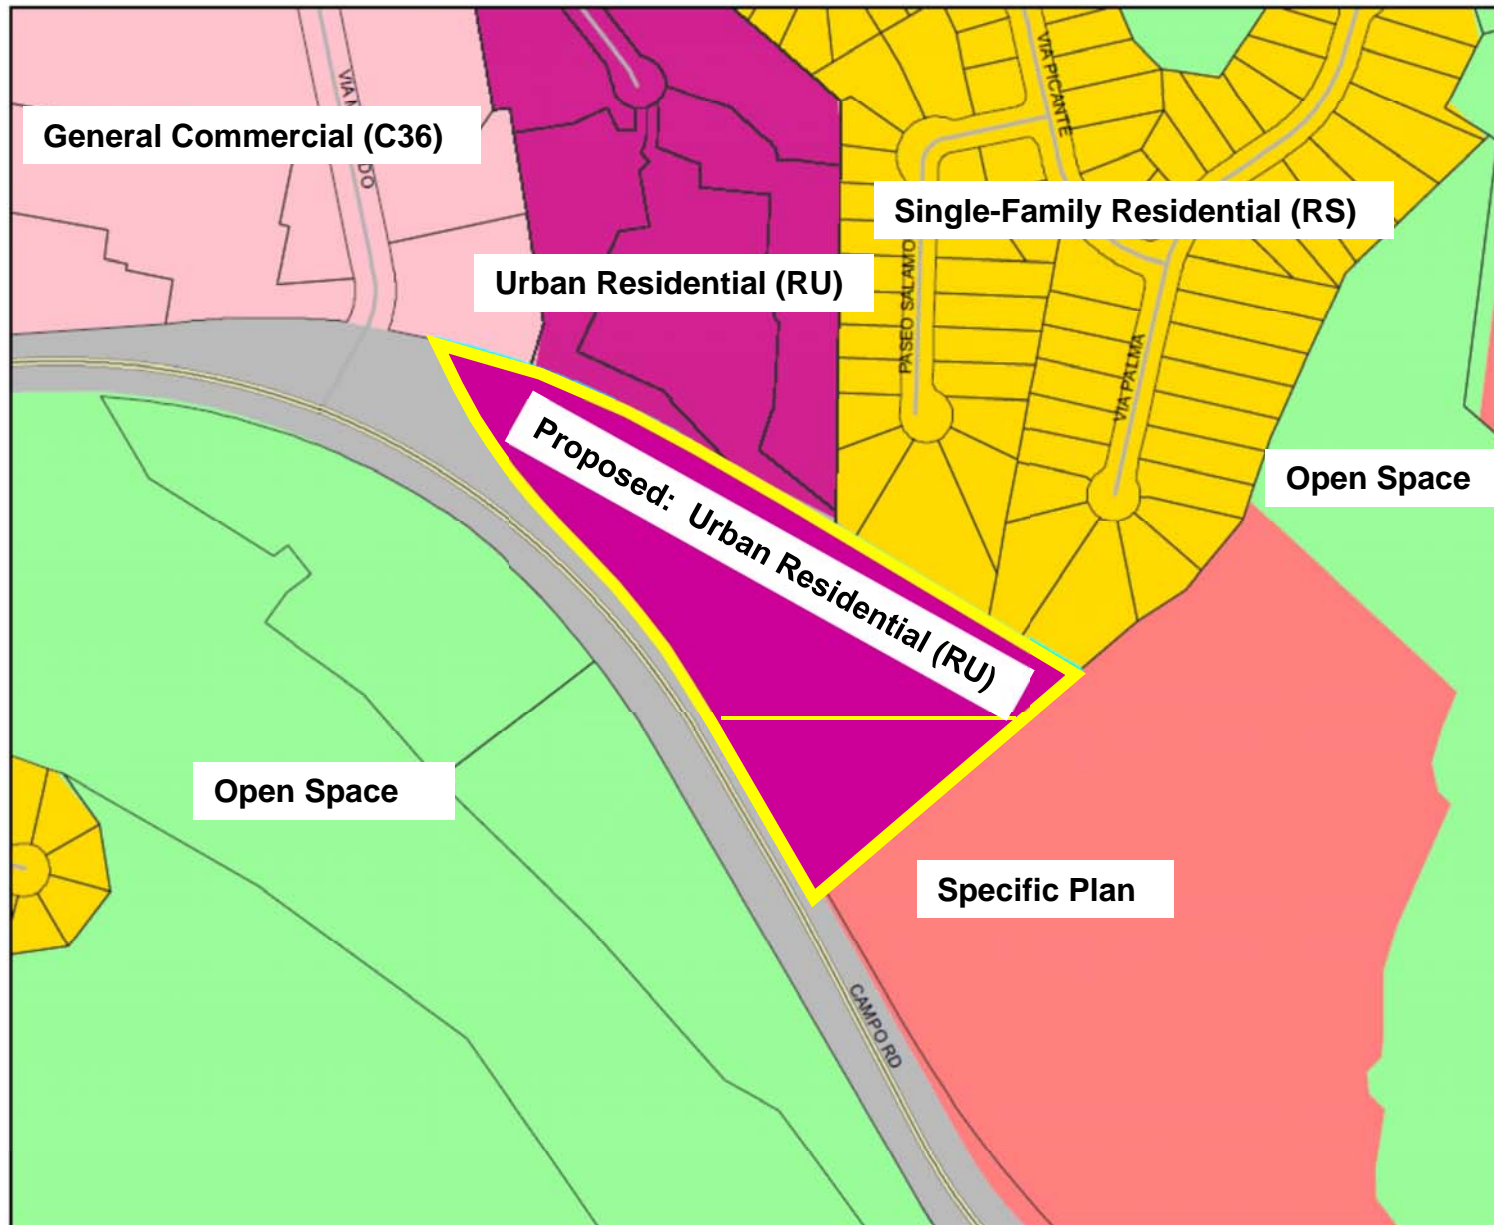 VIA PICANTE
General Commercial (C36)
Single-Family Residential (RS)
Urban Residential (RU)
PASEO SALAMO
VIA PALMA
Proposed: Urban Residential (RU)
Open Space
Open Space
Specific Plan
CAMPO RD